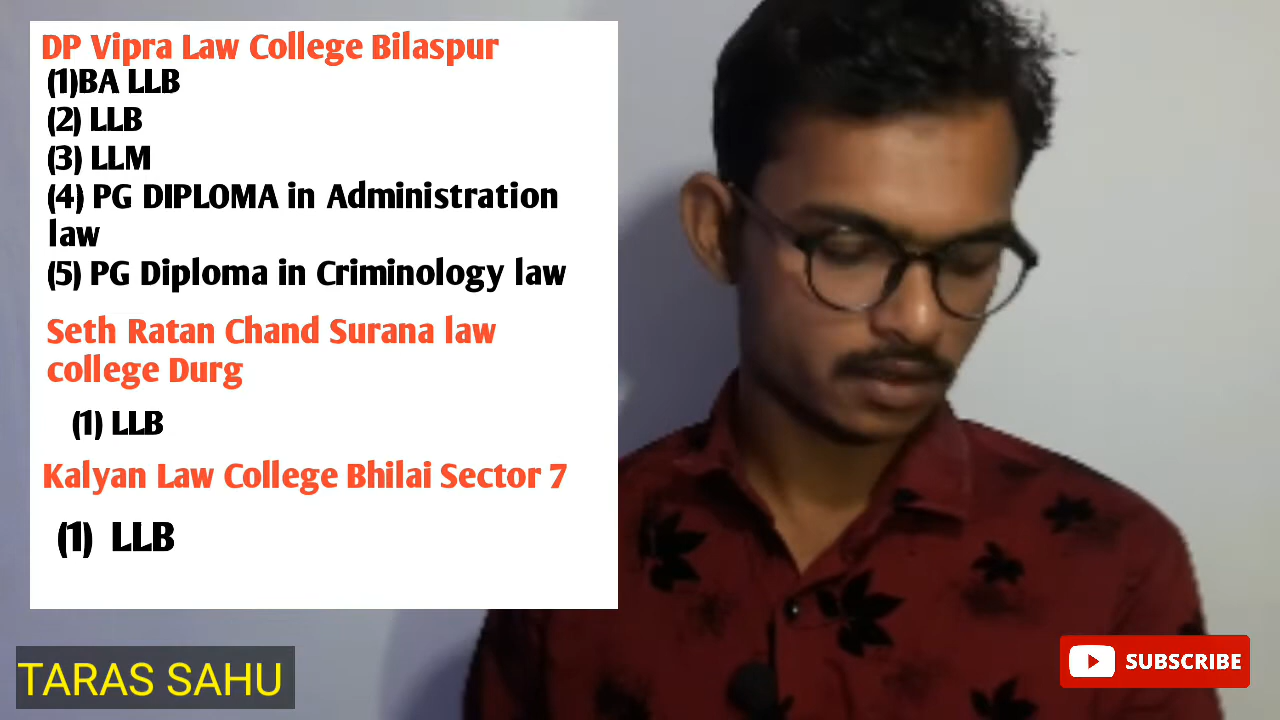 DP Vipra Law College Bilaspur
(1)BA LLB
(2) LLB
(3) LLM
(4) PG DIPLOMA in Administration
law
(5) PG Diploma in Criminology law
Seth Ratan Chand Surana law
college Durg
(1) LLB
Kalyan Law College Bhilai Sector 7
(1) LLB
TARAS SAHU
SUBSCRIBE